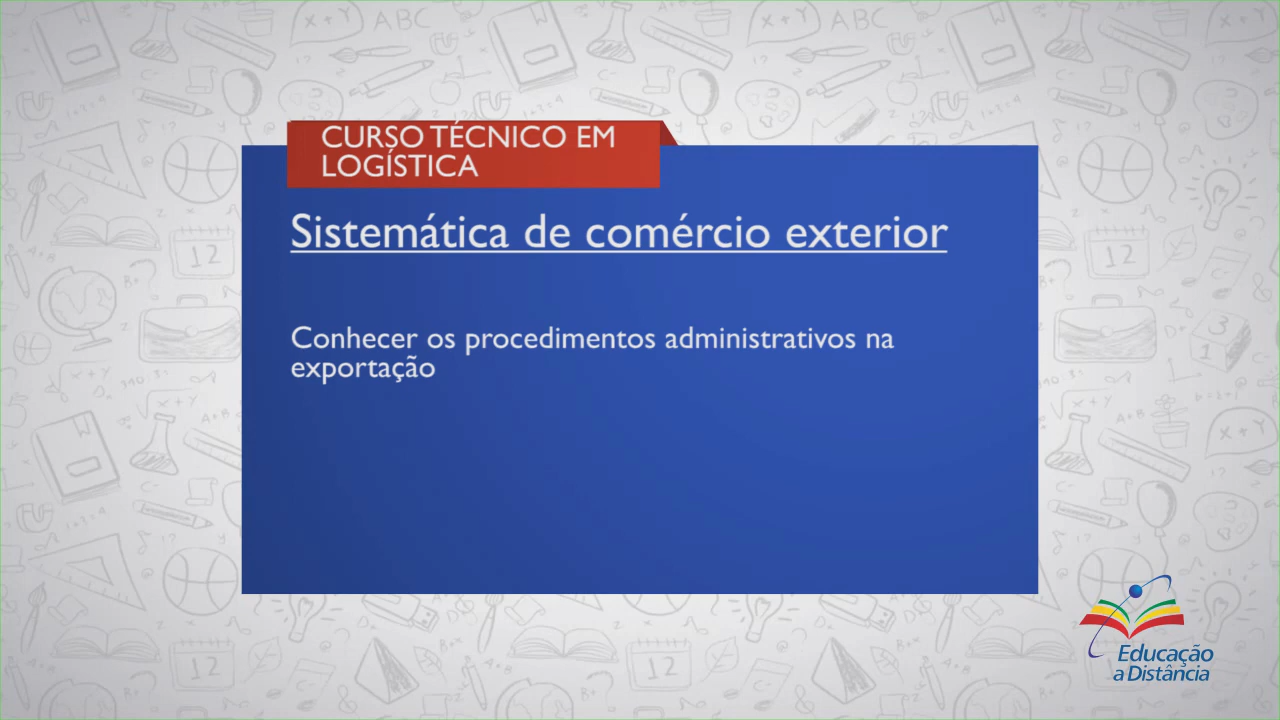 CURSO TÉCNICO EM
LOGÍSTICA
Sistemática de comércio exterior
Conhecer os procedimentos administrativos na
exportação
Educação
a Distância